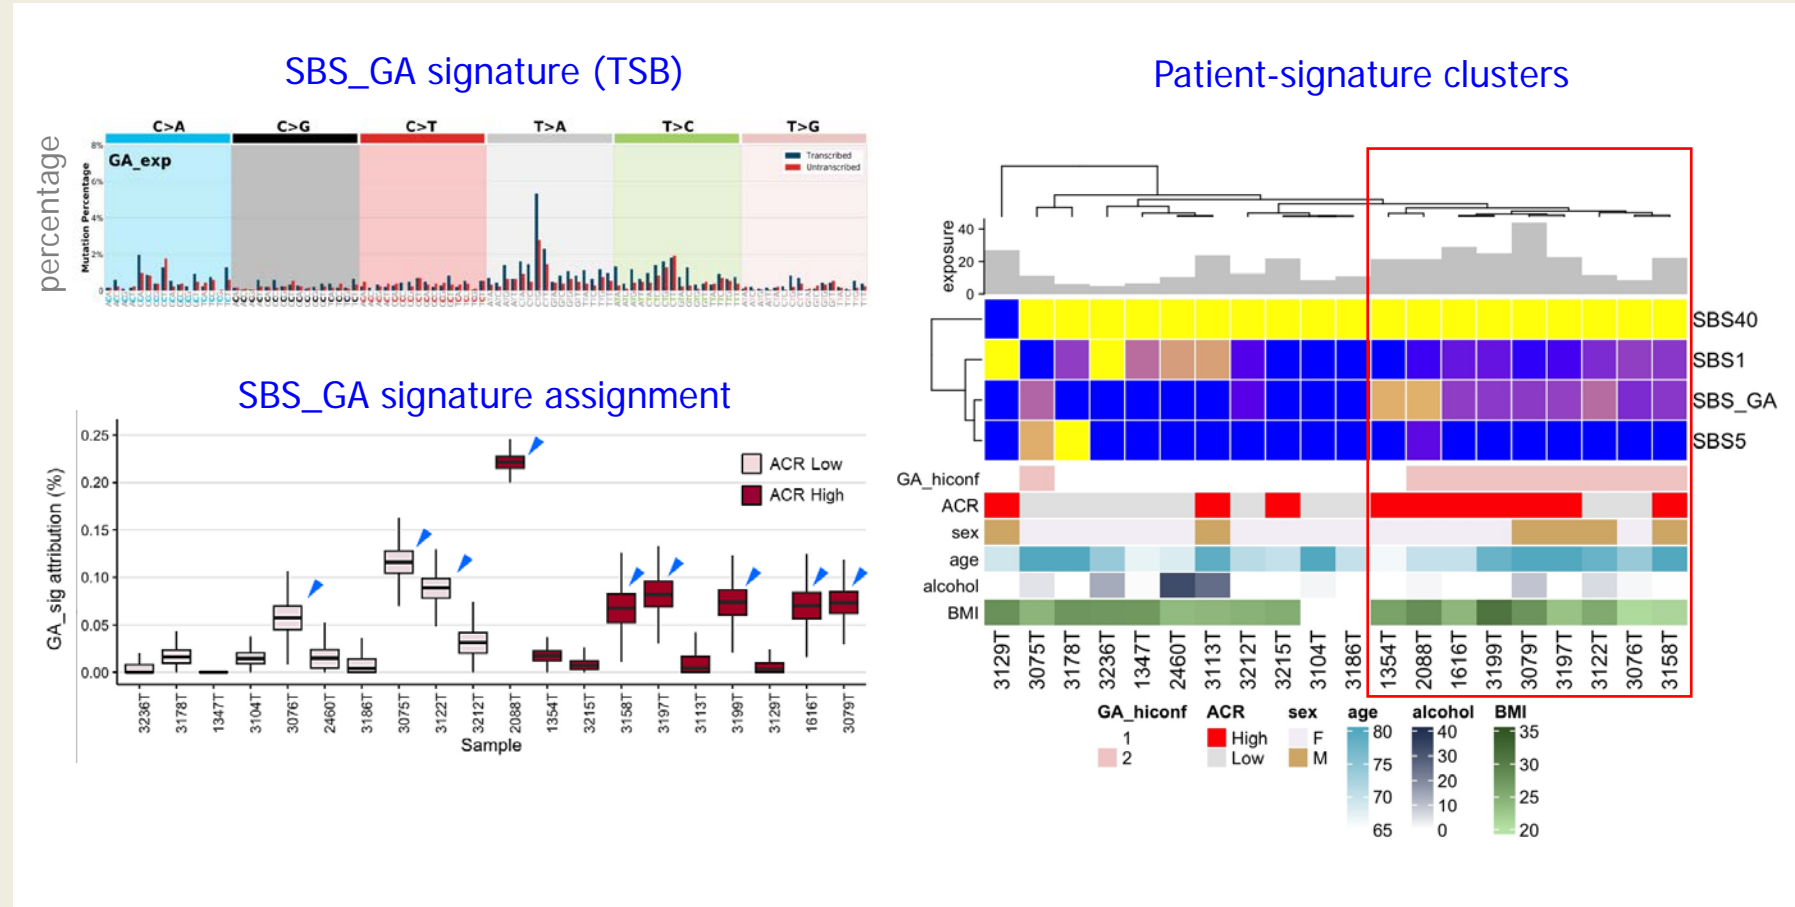 SBS_GA signature (TSB)
percentage
Mutation Percentage
C>A C>G C>T T>A T>C T>G
8%
6%
4%
2%
GA_exp
Transcribed
Untranscribed
SBS_GA signature assignment
GA_sig attribution (%)
0.25
0.20
0.15
0.10
0.05
0.00
ACR Low
ACR High
3236T 3178T 1347T 3104T 3076T 2460T 3186T 3075T 3122T 3212T 2088T 1354T 3215T 3158T 3197T 3113T 3199T 3129T 1616T 3079T
Sample
Patient-signature clusters
exposure
40
20
0
SBS40
SBS1
SBS_GA
SBS5
GA_hiconf
ACR
sex
age
alcohol
BMI
3129T 3075T 3178T 3236T 1347T 2460T 3113T 3212T 3215T 3104T 3186T 1354T 2088T 1616T 3199T 3079T 3197T 3122T 3076T 3158T
GA_hiconf ACR sex age alcohol BMI
1 High F 80 40 35
2 Low M 75 30 30
70 20 25
65 10 20
0